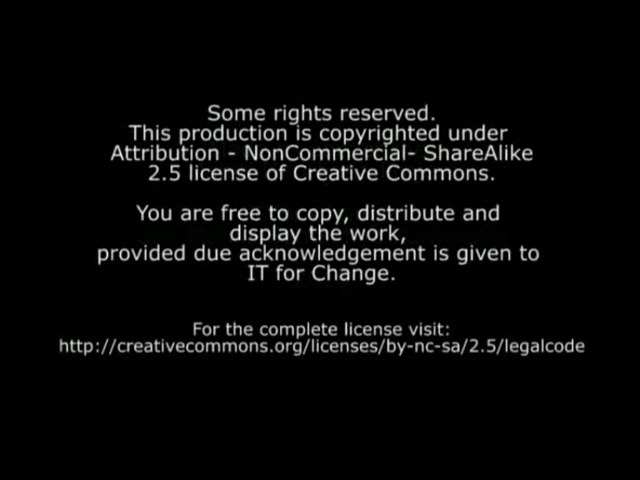 Some rights reserved.
This production is copyrighted under
Attribution - NonCommercial- ShareAlike
2.5 license of Creative Commons.
You are free to copy, distribute and
display the work,
provided due acknowledgement is given to
IT for Change.
For the complete license visit:
http://creativecommons.org/licenses/by-nc-sa/2.5/legalcode